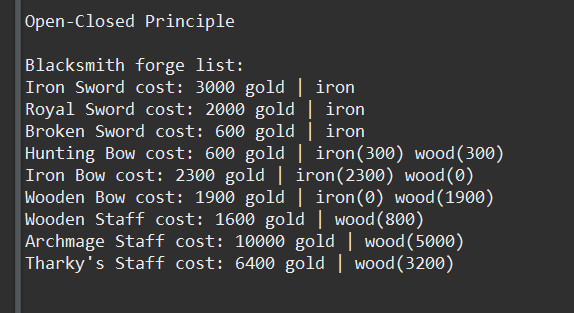 Open-Closed Principle
Blacksmith forge list:
Iron Sword cost: 3000 gold | iron
Royal Sword cost: 2000 gold | iron
Broken Sword cost: 600 gold | iron
Hunting Bow cost: 600 gold | iron(300) wood(300)
Iron Bow cost: 2300 gold | iron(2300) wood(0)
Wooden Bow cost: 1900 gold | iron(0) wood(1900)
Wooden Staff cost: 1600 gold | wood(800)
Archmage Staff cost: 10000 gold | wood(5000)
Tharky's Staff cost: 6400 gold | wood(3200)